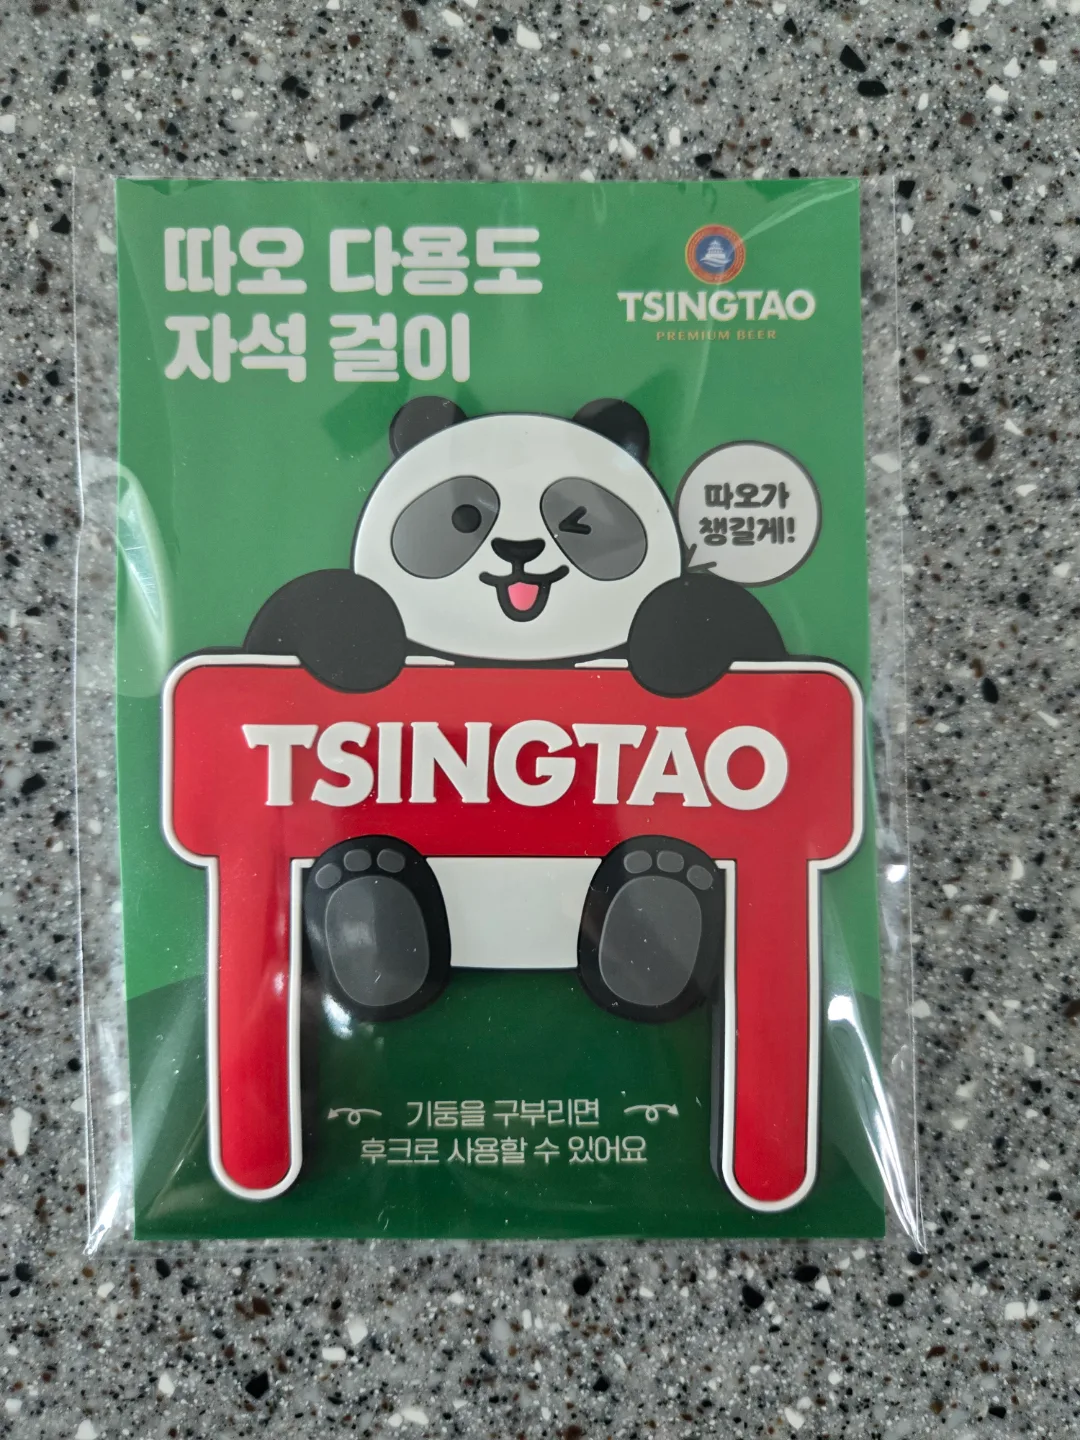 따오 다용도
자석 걸이
TSINGTAO
PREMIUM BEER
따오가
챙길게!
TSINGTAO
기둥을 구부리면
후크로 사용할 수 있어요